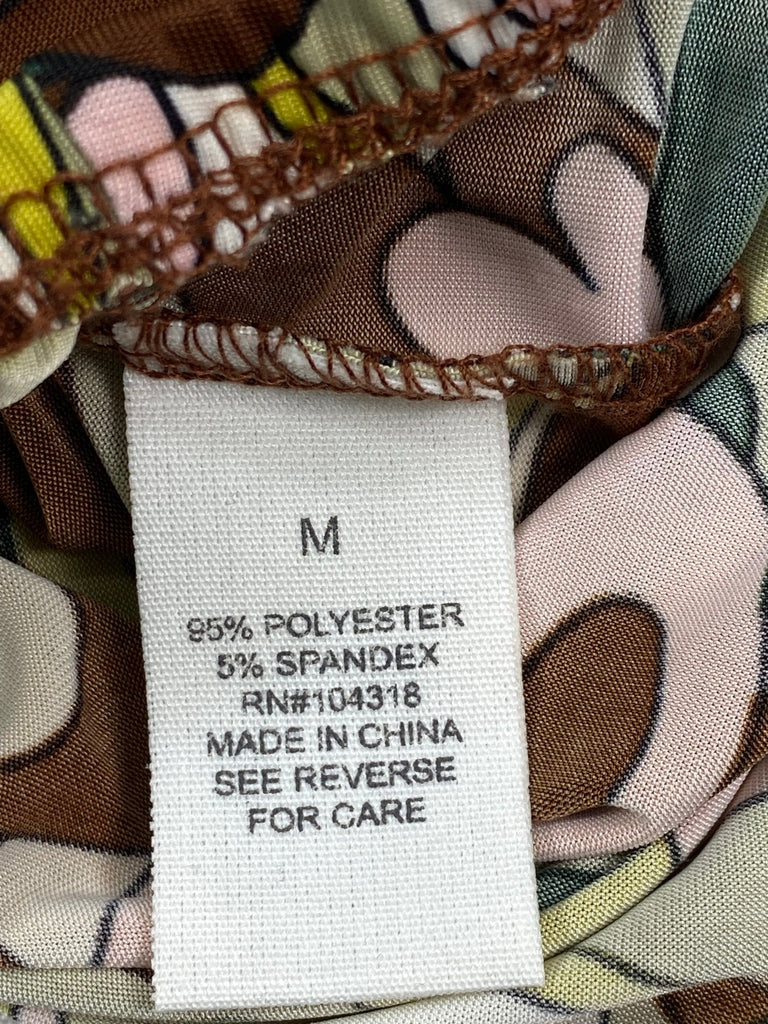 M
95% POLYESTER
5% SPANDEX
RN#104318
MADE IN CHINA
SEE REVERSE
FOR CARE